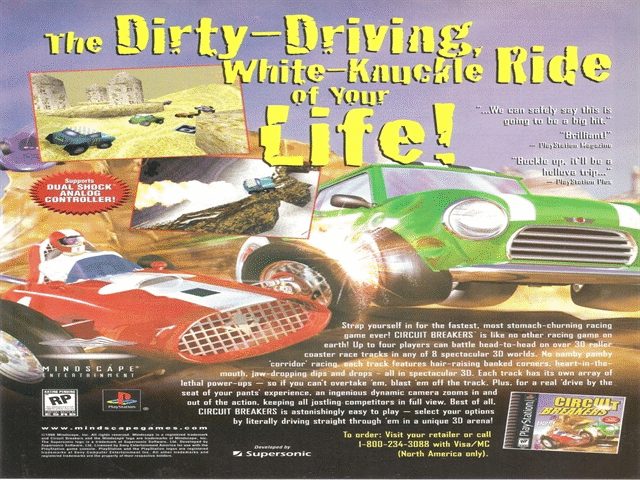 The Dirty-Driving,
White-Knuckle Ride
of Your
Life!
"...We can safely say this is
going to be a big hit."
"Brilliant!"
— PlayStation Magazine
"Buckle up, it'll be a
helluva trip..."
— PlayStation Plus
Supports
DUAL SHOCK™
ANALOG
CONTROLLER!
Strap yourself in for the fastest, most stomach-churning racing
game ever! CIRCUIT BREAKERS™ is like no other racing game on
earth! Up to four players can battle head-to-head on over 30 roller
coaster race tracks in any of 8 spectacular 3D worlds. No namby pamby
'corridor' racing, each track features hair-raising banked corners, heart-in-the-
mouth, jaw-dropping dips and drops - all in spectacular 3D. Each track has its own array of
lethal power-ups — so if you can't overtake 'em, blast 'em off the track. Plus, for a real 'drive by the
seat of your pants' experience, an ingenious dynamic camera zooms in and
out of the action, keeping all jostling competitors in full view. Best of all,
CIRCUIT BREAKERS is astonishingly easy to play — select your options
by literally driving straight through 'em in a unique 3D arena!
MINDSCAPE®
ENTERTAINMENT
RATING PENDING
RP
ESRB
PlayStation
www.mindscapegames.com
Developed by
Supersonic
To order: Visit your retailer or call
1-800-234-3088 with Visa/MC
(North America only).
PlayStation
CIRCUIT
BREAKERS